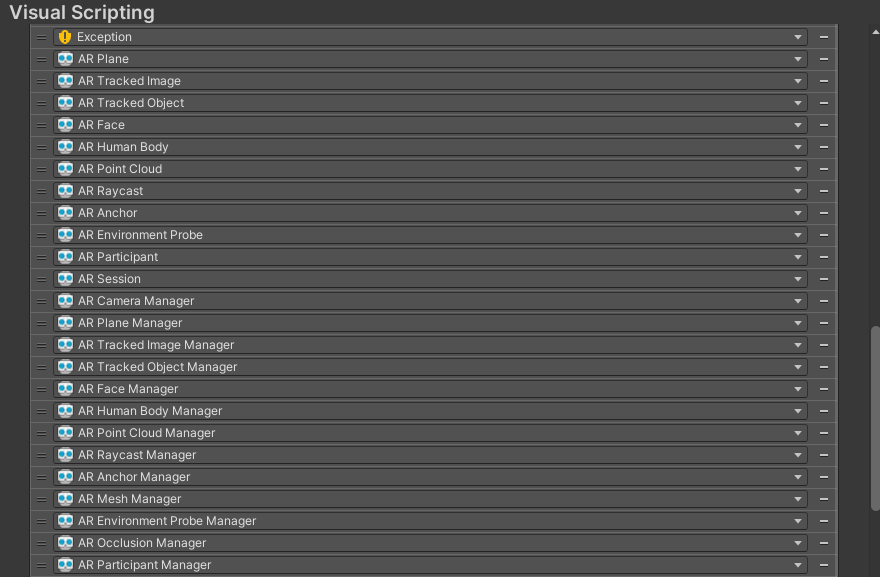 Visual Scripting
Exception
AR Plane
AR Tracked Image
AR Tracked Object
AR Face
AR Human Body
AR Point Cloud
AR Raycast
AR Anchor
AR Environment Probe
AR Participant
AR Session
AR Camera Manager
AR Plane Manager
AR Tracked Image Manager
AR Tracked Object Manager
AR Face Manager
AR Human Body Manager
AR Point Cloud Manager
AR Raycast Manager
AR Anchor Manager
AR Mesh Manager
AR Environment Probe Manager
AR Occlusion Manager
AR Participant Manager